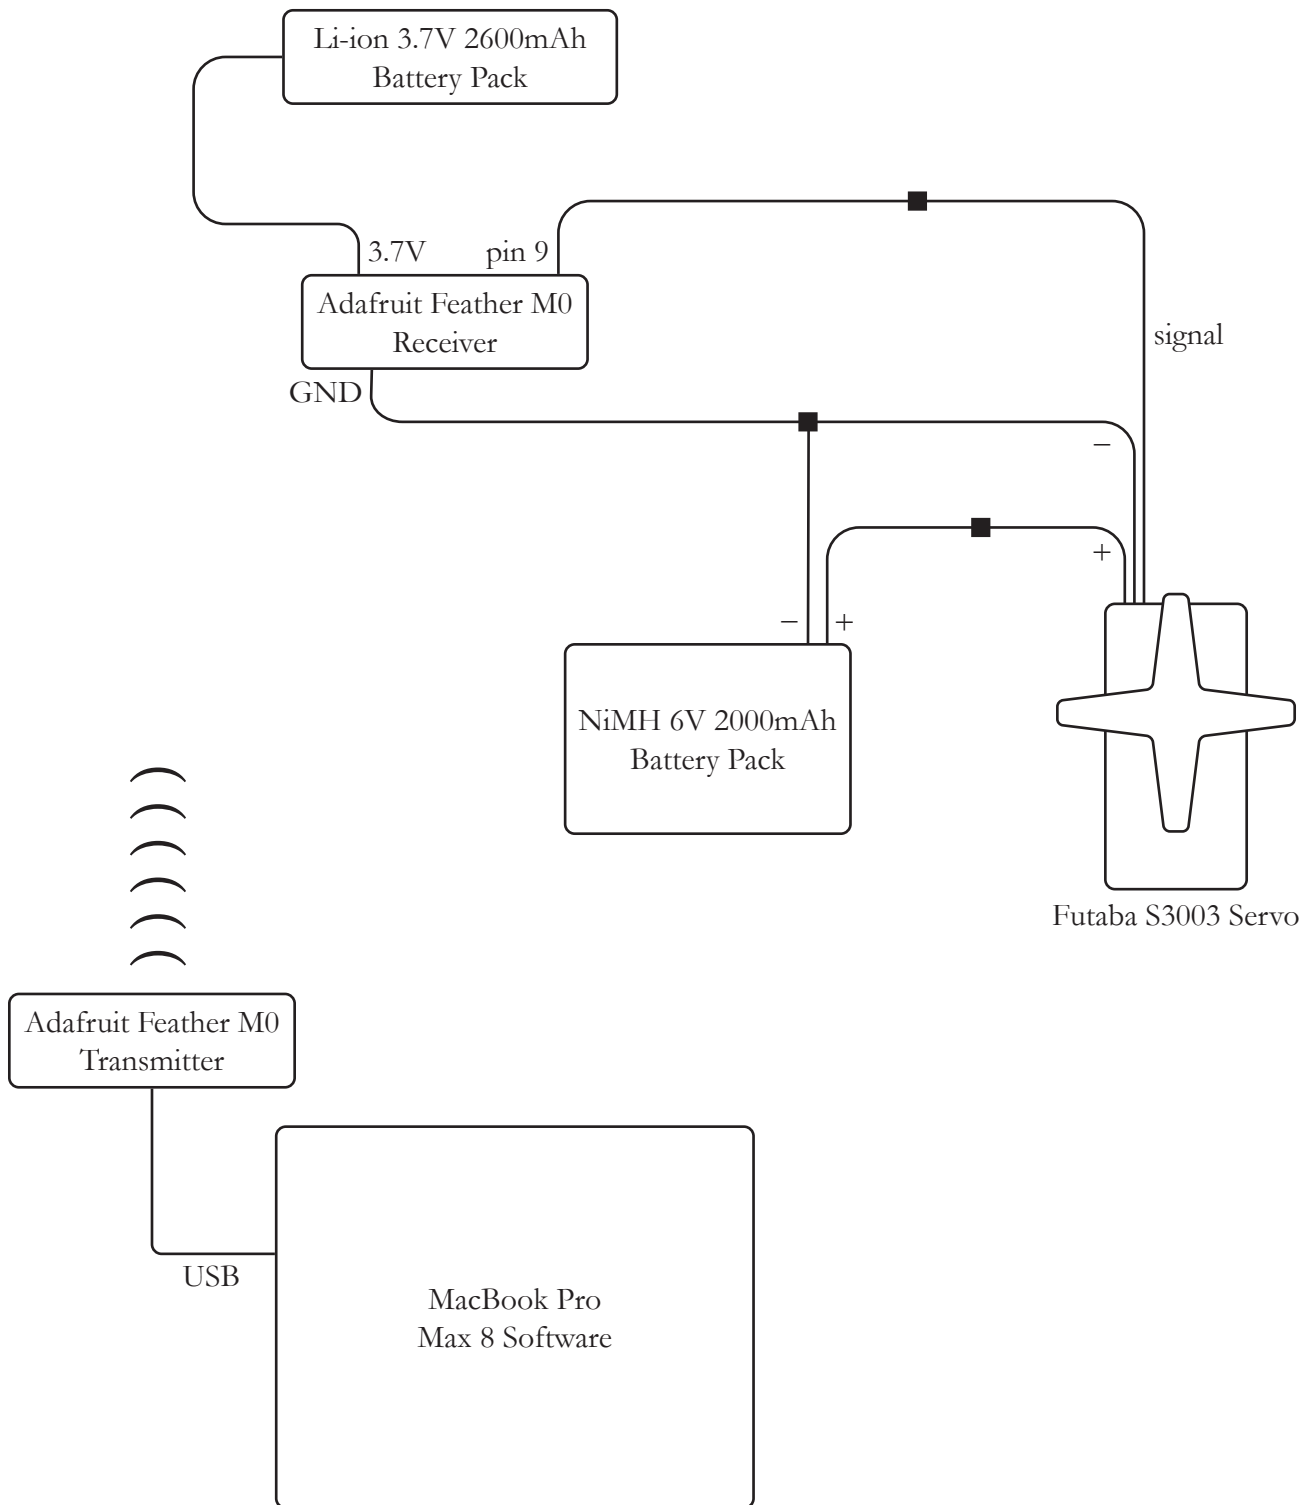 Li-ion 3.7V 2600mAh
Battery Pack
3.7V
pin 9
Adafruit Feather M0
Receiver
signal
GND
−
+
−
+
NiMH 6V 2000mAh
Battery Pack
Futaba S3003 Servo
Adafruit Feather M0
Transmitter
USB
MacBook Pro
Max 8 Software